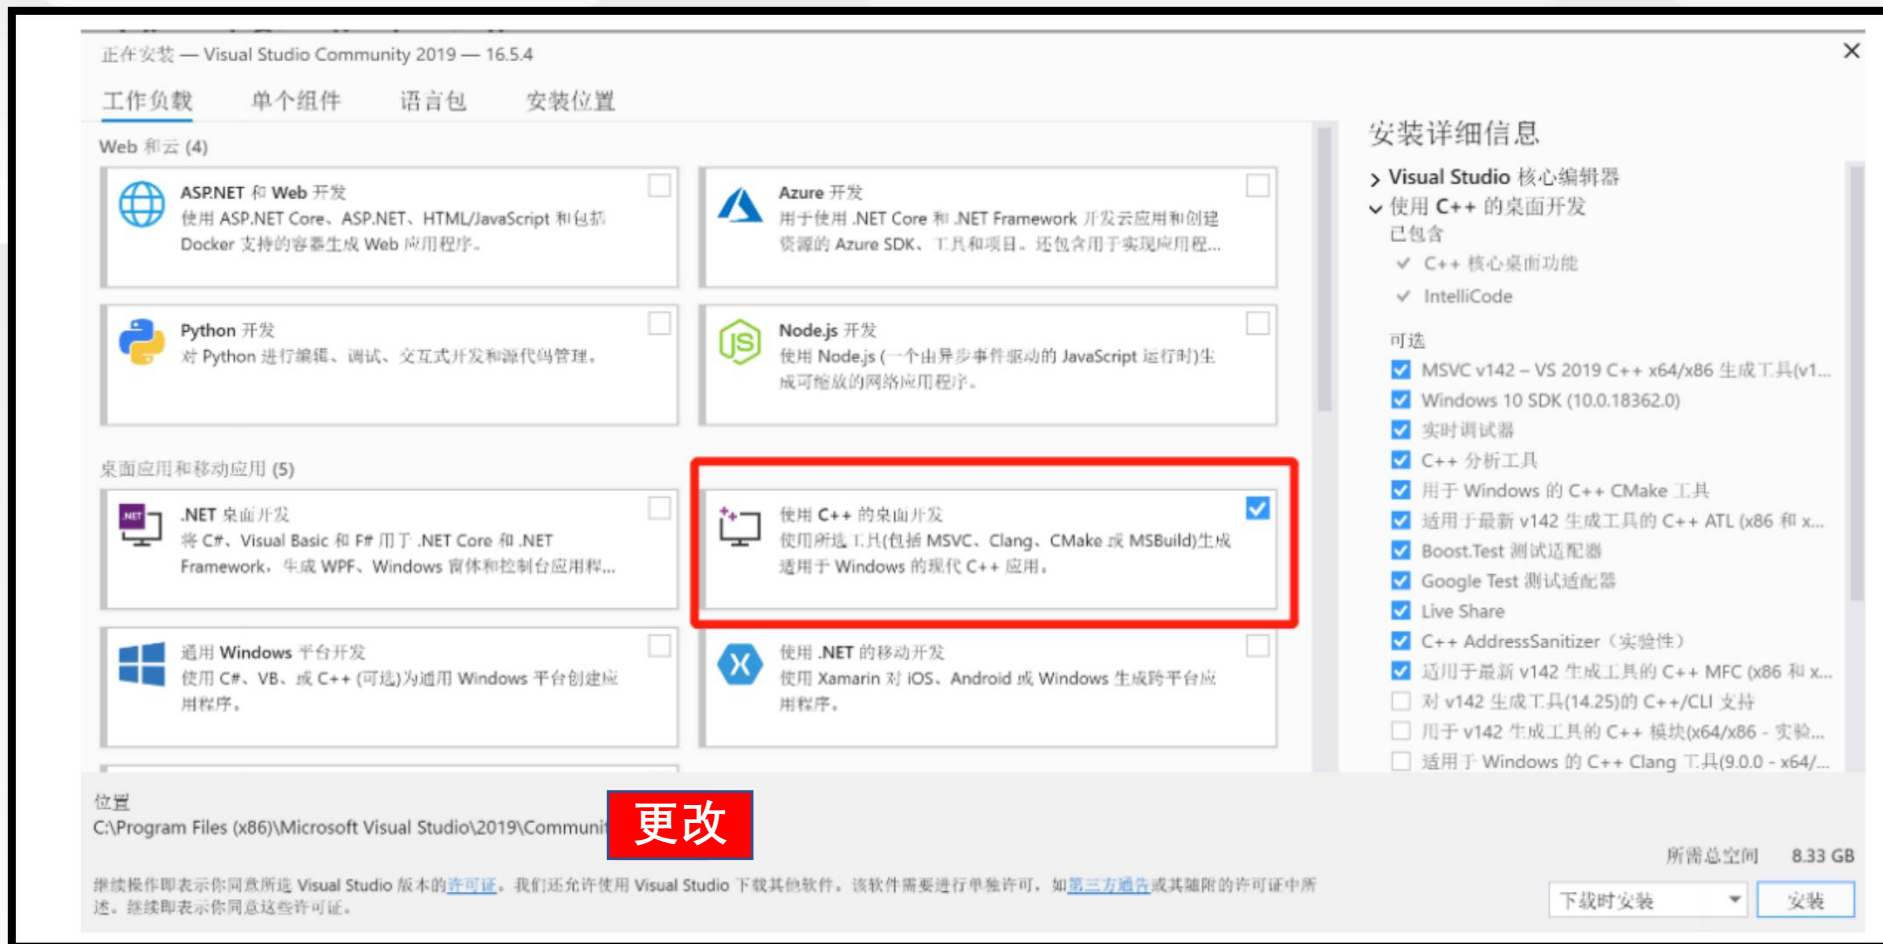 正在安装 — Visual Studio Community 2019 — 16.5.4
工作负载 单个组件 语言包 安装位置
Web 和云 (4)
ASP.NET 和 Web 开发
使用 ASP.NET Core、ASP.NET、HTML/JavaScript 和包括
Docker 支持的容器生成 Web 应用程序。
Azure 开发
用于使用 .NET Core 和 .NET Framework 开发云应用和创建
资源的 Azure SDK、工具和项目。还包含用于实现应用程...
Python 开发
对 Python 进行编辑、调试、交互式开发和源代码管理。
Node.js 开发
使用 Node.js (一个由异步事件驱动的 JavaScript 运行时)生
成可缩放的网络应用程序。
桌面应用和移动应用 (5)
.NET 桌面开发
将 C#、Visual Basic 和 F# 用于 .NET Core 和 .NET
Framework，生成 WPF、Windows 窗体和控制台应用程...
使用 C++ 的桌面开发
使用所选工具(包括 MSVC、Clang、CMake 或 MSBuild)生成
适用于 Windows 的现代 C++ 应用。
通用 Windows 平台开发
使用 C#、VB、或 C++ (可选)为通用 Windows 平台创建应
用程序。
使用 .NET 的移动开发
使用 Xamarin 对 iOS、Android 或 Windows 生成跨平台应
用程序。
安装详细信息
Visual Studio 核心编辑器
使用 C++ 的桌面开发
已包含
C++ 核心桌面功能
IntelliCode
可选
MSVC v142 – VS 2019 C++ x64/x86 生成工具(v1...
Windows 10 SDK (10.0.18362.0)
实时调试器
C++ 分析工具
用于 Windows 的 C++ CMake 工具
适用于最新 v142 生成工具的 C++ ATL (x86 和 x...
Boost.Test 测试适配器
Google Test 测试适配器
Live Share
C++ AddressSanitizer（实验性）
适用于最新 v142 生成工具的 C++ MFC (x86 和 x...
对 v142 生成工具(14.25)的 C++/CLI 支持
用于 v142 生成工具的 C++ 模块(x64/x86 - 实验...
适用于 Windows 的 C++ Clang 工具(9.0.0 - x64/...
位置
C:\Program Files (x86)\Microsoft Visual Studio\2019\Communi
更改
所需总空间 8.33 GB
继续操作即表示你同意所选 Visual Studio 版本的许可证。我们还允许使用 Visual Studio 下载其他软件。该软件需要进行单独许可，如第三方通告或其随附的许可证中所
述。继续即表示你同意这些许可证。
下载时安装
安装